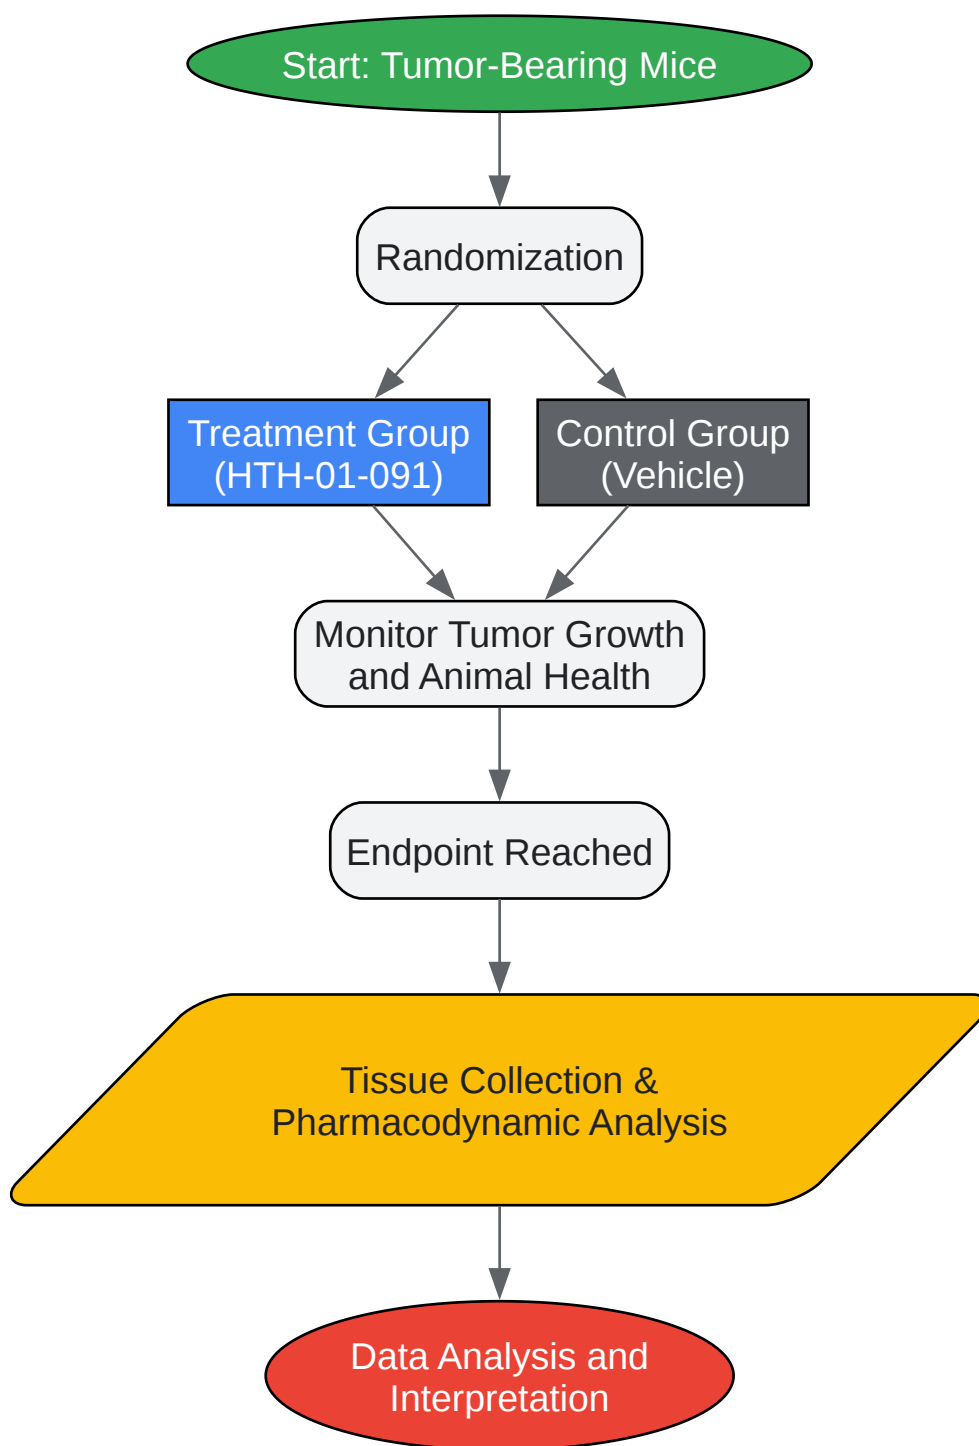 Start: Tumor-Bearing Mice
Randomization
Treatment Group
(HTH-01-091)
Control Group
(Vehicle)
Monitor Tumor Growth
and Animal Health
Endpoint Reached
Tissue Collection &
Pharmacodynamic Analysis
Data Analysis and
Interpretation